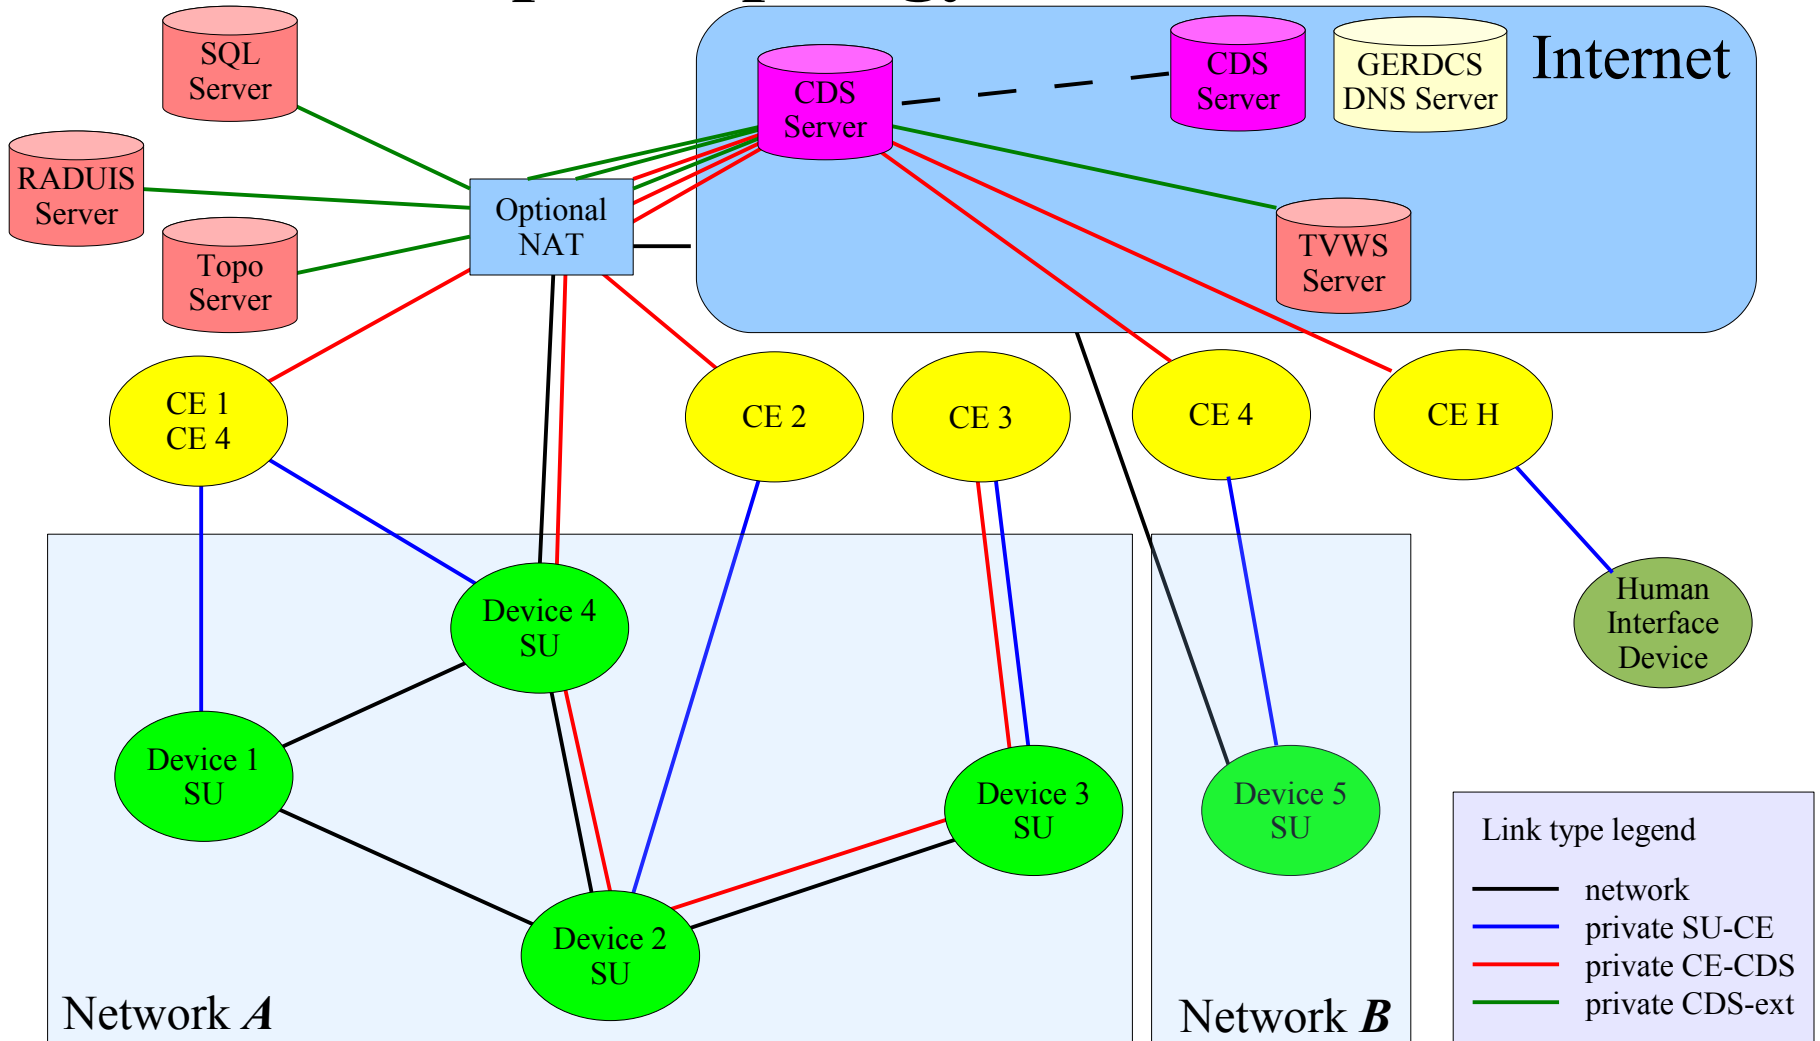 SQL
Server
CDS
Server
CDS
Server
GERDCS
DNS Server
Internet
RADUIS
Server
Optional
NAT
Topo
Server
TVWS
Server
CE 1
CE 4
CE 2
CE 3
CE 4
CE H
Device 4
SU
Human
Interface
Device
Device 1
SU
Device 3
SU
Device 5
SU
Device 2
SU
Network A
Network B
Link type legend
network
private SU-CE
private CE-CDS
private CDS-ext